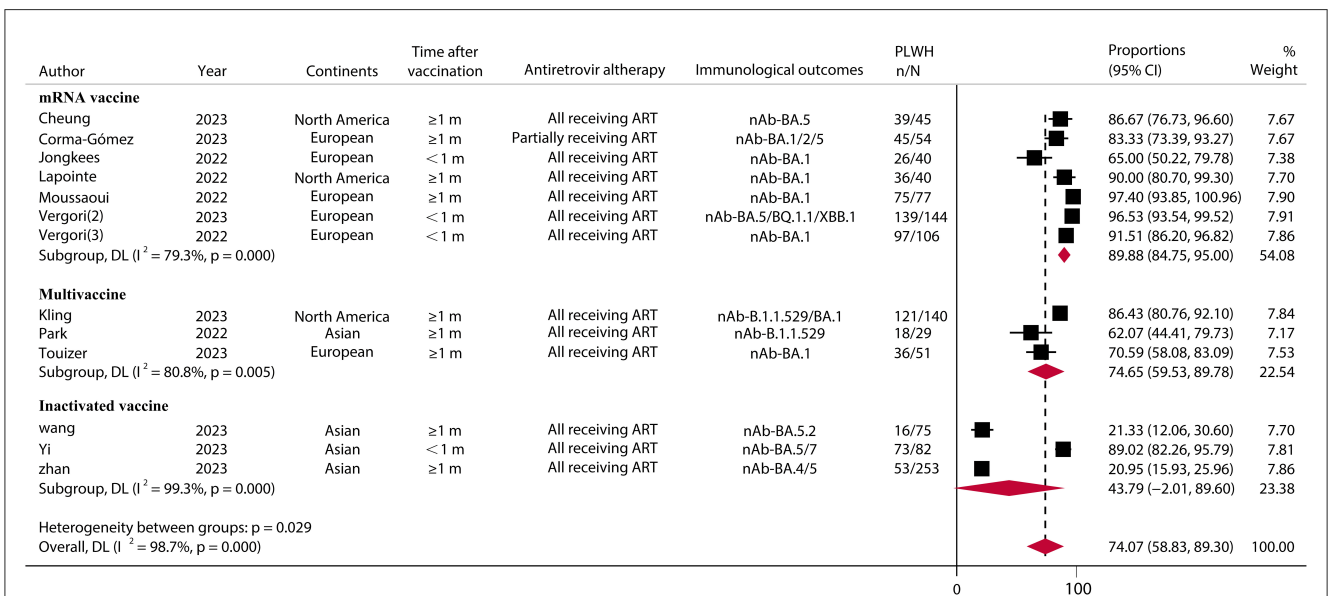 Author Year Continents Time after vaccination Antiretrovir altherapy Immunological outcomes PLWH n/N Proportions (95% CI) % Weight
mRNA vaccine
Cheung 2023 North America ≥1 m All receiving ART nAb-BA.5 39/45 86.67 (76.73, 96.60) 7.67
Corma-Gómez 2023 European ≥1 m Partially receiving ART nAb-BA.1/2/5 45/54 83.33 (73.39, 93.27) 7.67
Jongkees 2022 European <1 m All receiving ART nAb-BA.1 26/40 65.00 (50.22, 79.78) 7.38
Lapointe 2022 North America ≥1 m All receiving ART nAb-BA.1 36/40 90.00 (80.70, 99.30) 7.70
Moussaoui 2022 European ≥1 m All receiving ART nAb-BA.1 75/77 97.40 (93.85, 100.96) 7.90
Vergori(2) 2023 European <1 m All receiving ART nAb-BA.5/BQ.1.1/XBB.1 139/144 96.53 (93.54, 99.52) 7.91
Vergori(3) 2022 European <1 m All receiving ART nAb-BA.1 97/106 91.51 (86.20, 96.82) 7.86
Subgroup, DL (I² = 79.3%, p = 0.000) 89.88 (84.75, 95.00) 54.08
Multivaccine
Kling 2023 North America ≥1 m All receiving ART nAb-B.1.1.529/BA.1 121/140 86.43 (80.76, 92.10) 7.84
Park 2022 Asian ≥1 m All receiving ART nAb-B.1.1.529 18/29 62.07 (44.41, 79.73) 7.17
Touizer 2023 European ≥1 m All receiving ART nAb-BA.1 36/51 70.59 (58.08, 83.09) 7.53
Subgroup, DL (I² = 80.8%, p = 0.005) 74.65 (59.53, 89.78) 22.54
Inactivated vaccine
wang 2023 Asian ≥1 m All receiving ART nAb-BA.5.2 16/75 21.33 (12.06, 30.60) 7.70
Yi 2023 Asian <1 m All receiving ART nAb-BA.5/7 73/82 89.02 (82.26, 95.79) 7.81
zhan 2023 Asian ≥1 m All receiving ART nAb-BA.4/5 53/253 20.95 (15.93, 25.96) 7.86
Subgroup, DL (I² = 99.3%, p = 0.000) 43.79 (−2.01, 89.60) 23.38
Heterogeneity between groups: p = 0.029
Overall, DL (I² = 98.7%, p = 0.000) 74.07 (58.83, 89.30) 100.00
0 100